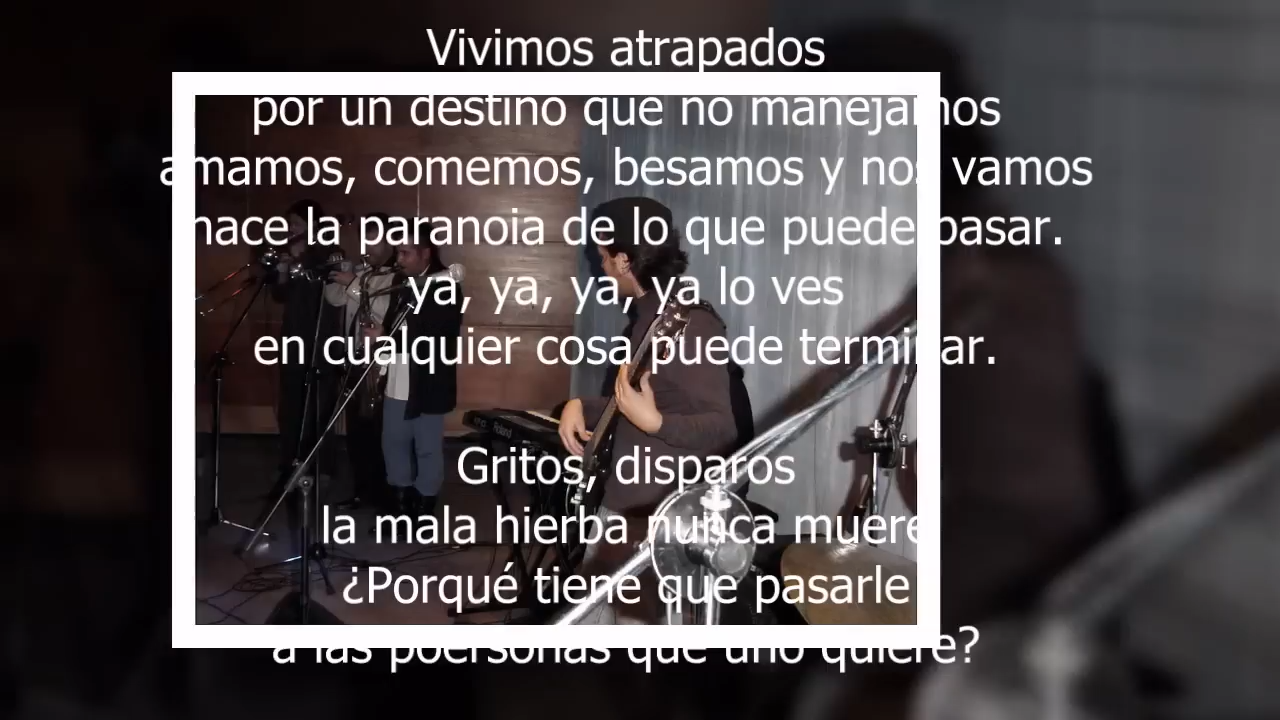 Vivimos atrapados
por un destino que no manejamos
amamos, comemos, besamos y nos vamos
nace la paranoia de lo que puede pasar.
ya, ya, ya, ya lo ves
en cualquier cosa puede terminar.
Gritos, disparos
la mala hierba nunca muere
¿Porqué tiene que pasarle
a las poersonas que uno quiere?
Roland